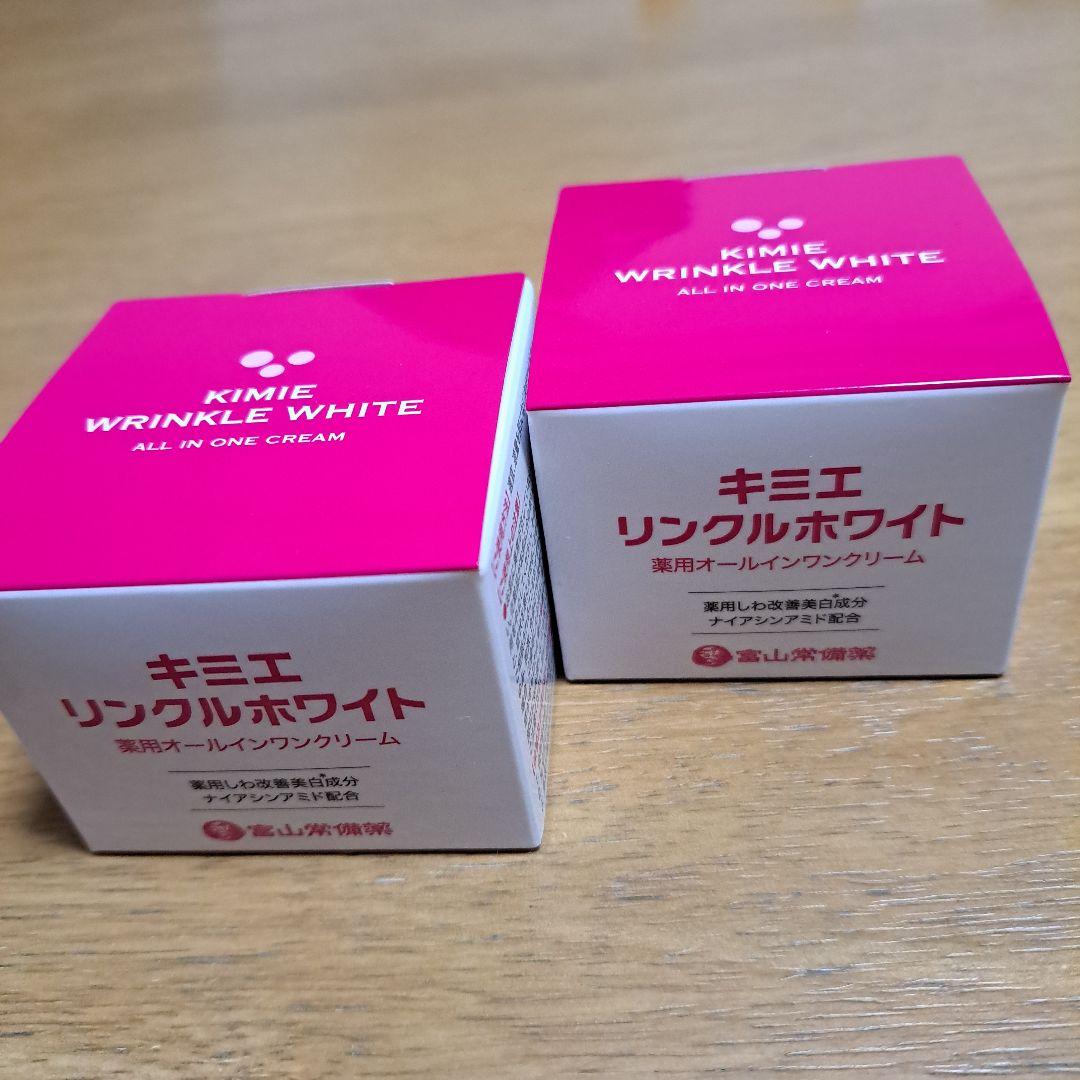 KIMIE
WRINKLE WHITE
ALL IN ONE CREAM
キミエ
リンクルホワイト
薬用オールインワンクリーム
薬用しわ改善美白*成分
ナイアシンアミド配合
富山常備薬
KIMIE
WRINKLE WHITE
ALL IN ONE CREAM
キミエ
リンクルホワイト
薬用オールインワンクリーム
薬用しわ改善美白*成分
ナイアシンアミド配合
富山常備薬